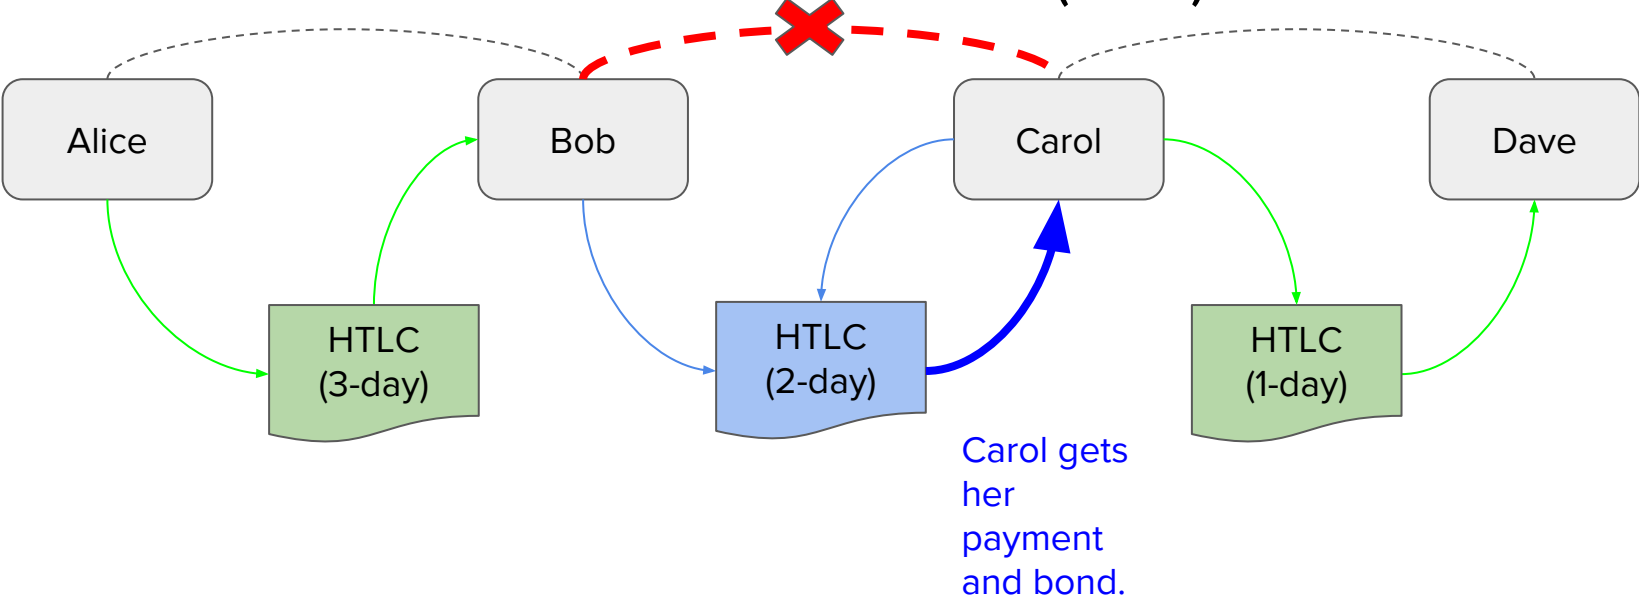 Alice
Bob
Carol
Dave
HTLC
(3-day)
HTLC
(2-day)
HTLC
(1-day)
Carol gets
her
payment
and bond.